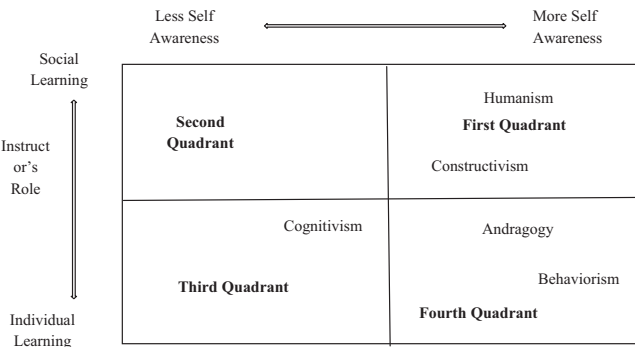 Less Self
Awareness
More Self
Awareness
Social
Learning
Instruct
or's
Role
Individual
Learning
Second
Quadrant
Humanism
First Quadrant
Constructivism
Cognitivism
Third Quadrant
Andragogy
Behaviorism
Fourth Quadrant